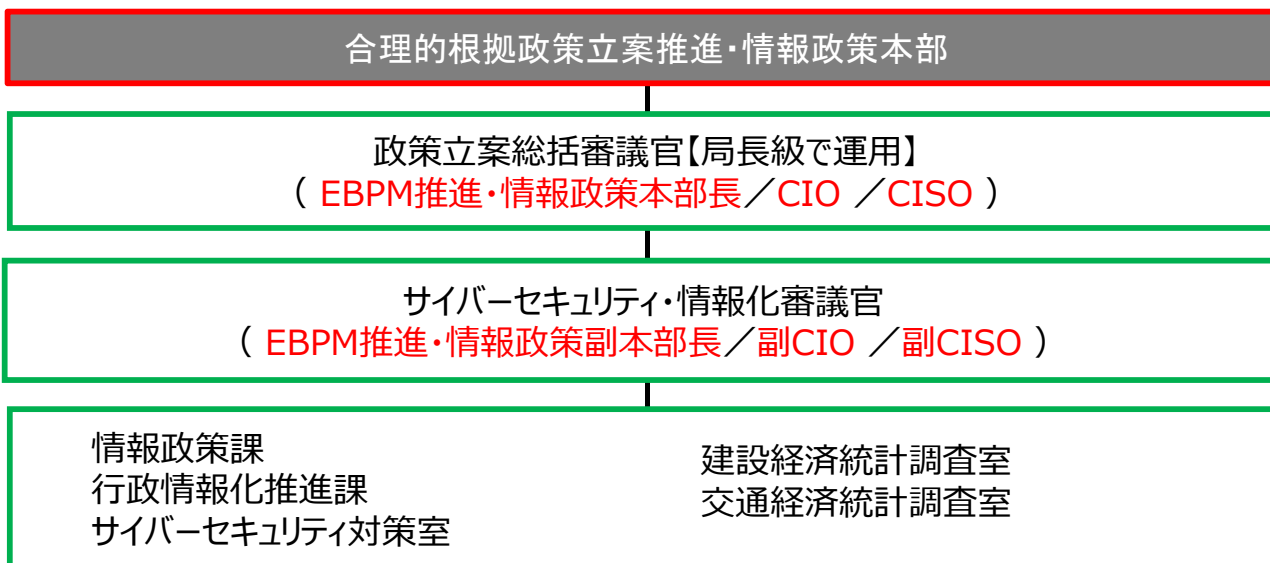 合理的根拠政策立案推進・情報政策本部
政策立案総括審議官【局長級で運用】
（ EBPM推進・情報政策本部長／CIO ／CISO ）
サイバーセキュリティ・情報化審議官
（ EBPM推進・情報政策副本部長／副CIO ／副CISO ）
情報政策課
行政情報化推進課
サイバーセキュリティ対策室
建設経済統計調査室
交通経済統計調査室